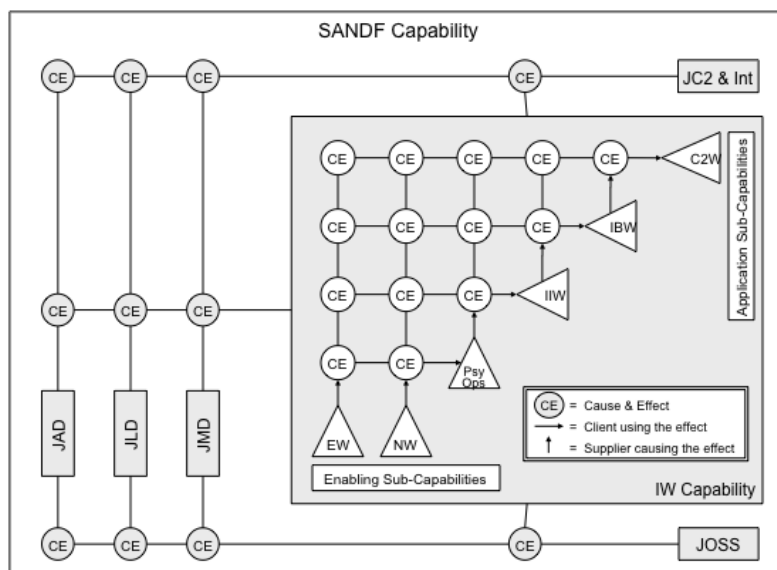 SANDF Capability
CE CE CE CE JC2 & Int
CE CE CE CE CE C2W
Application Sub-Capabilities
CE CE CE CE IBW
CE CE CE CE CE CE IIW
CE CE Psy
Ops
CE = Cause & Effect
= Client using the effect
= Supplier causing the effect
JAD JLD JMD
EW NW
Enabling Sub-Capabilities
IW Capability
CE CE CE CE JOSS